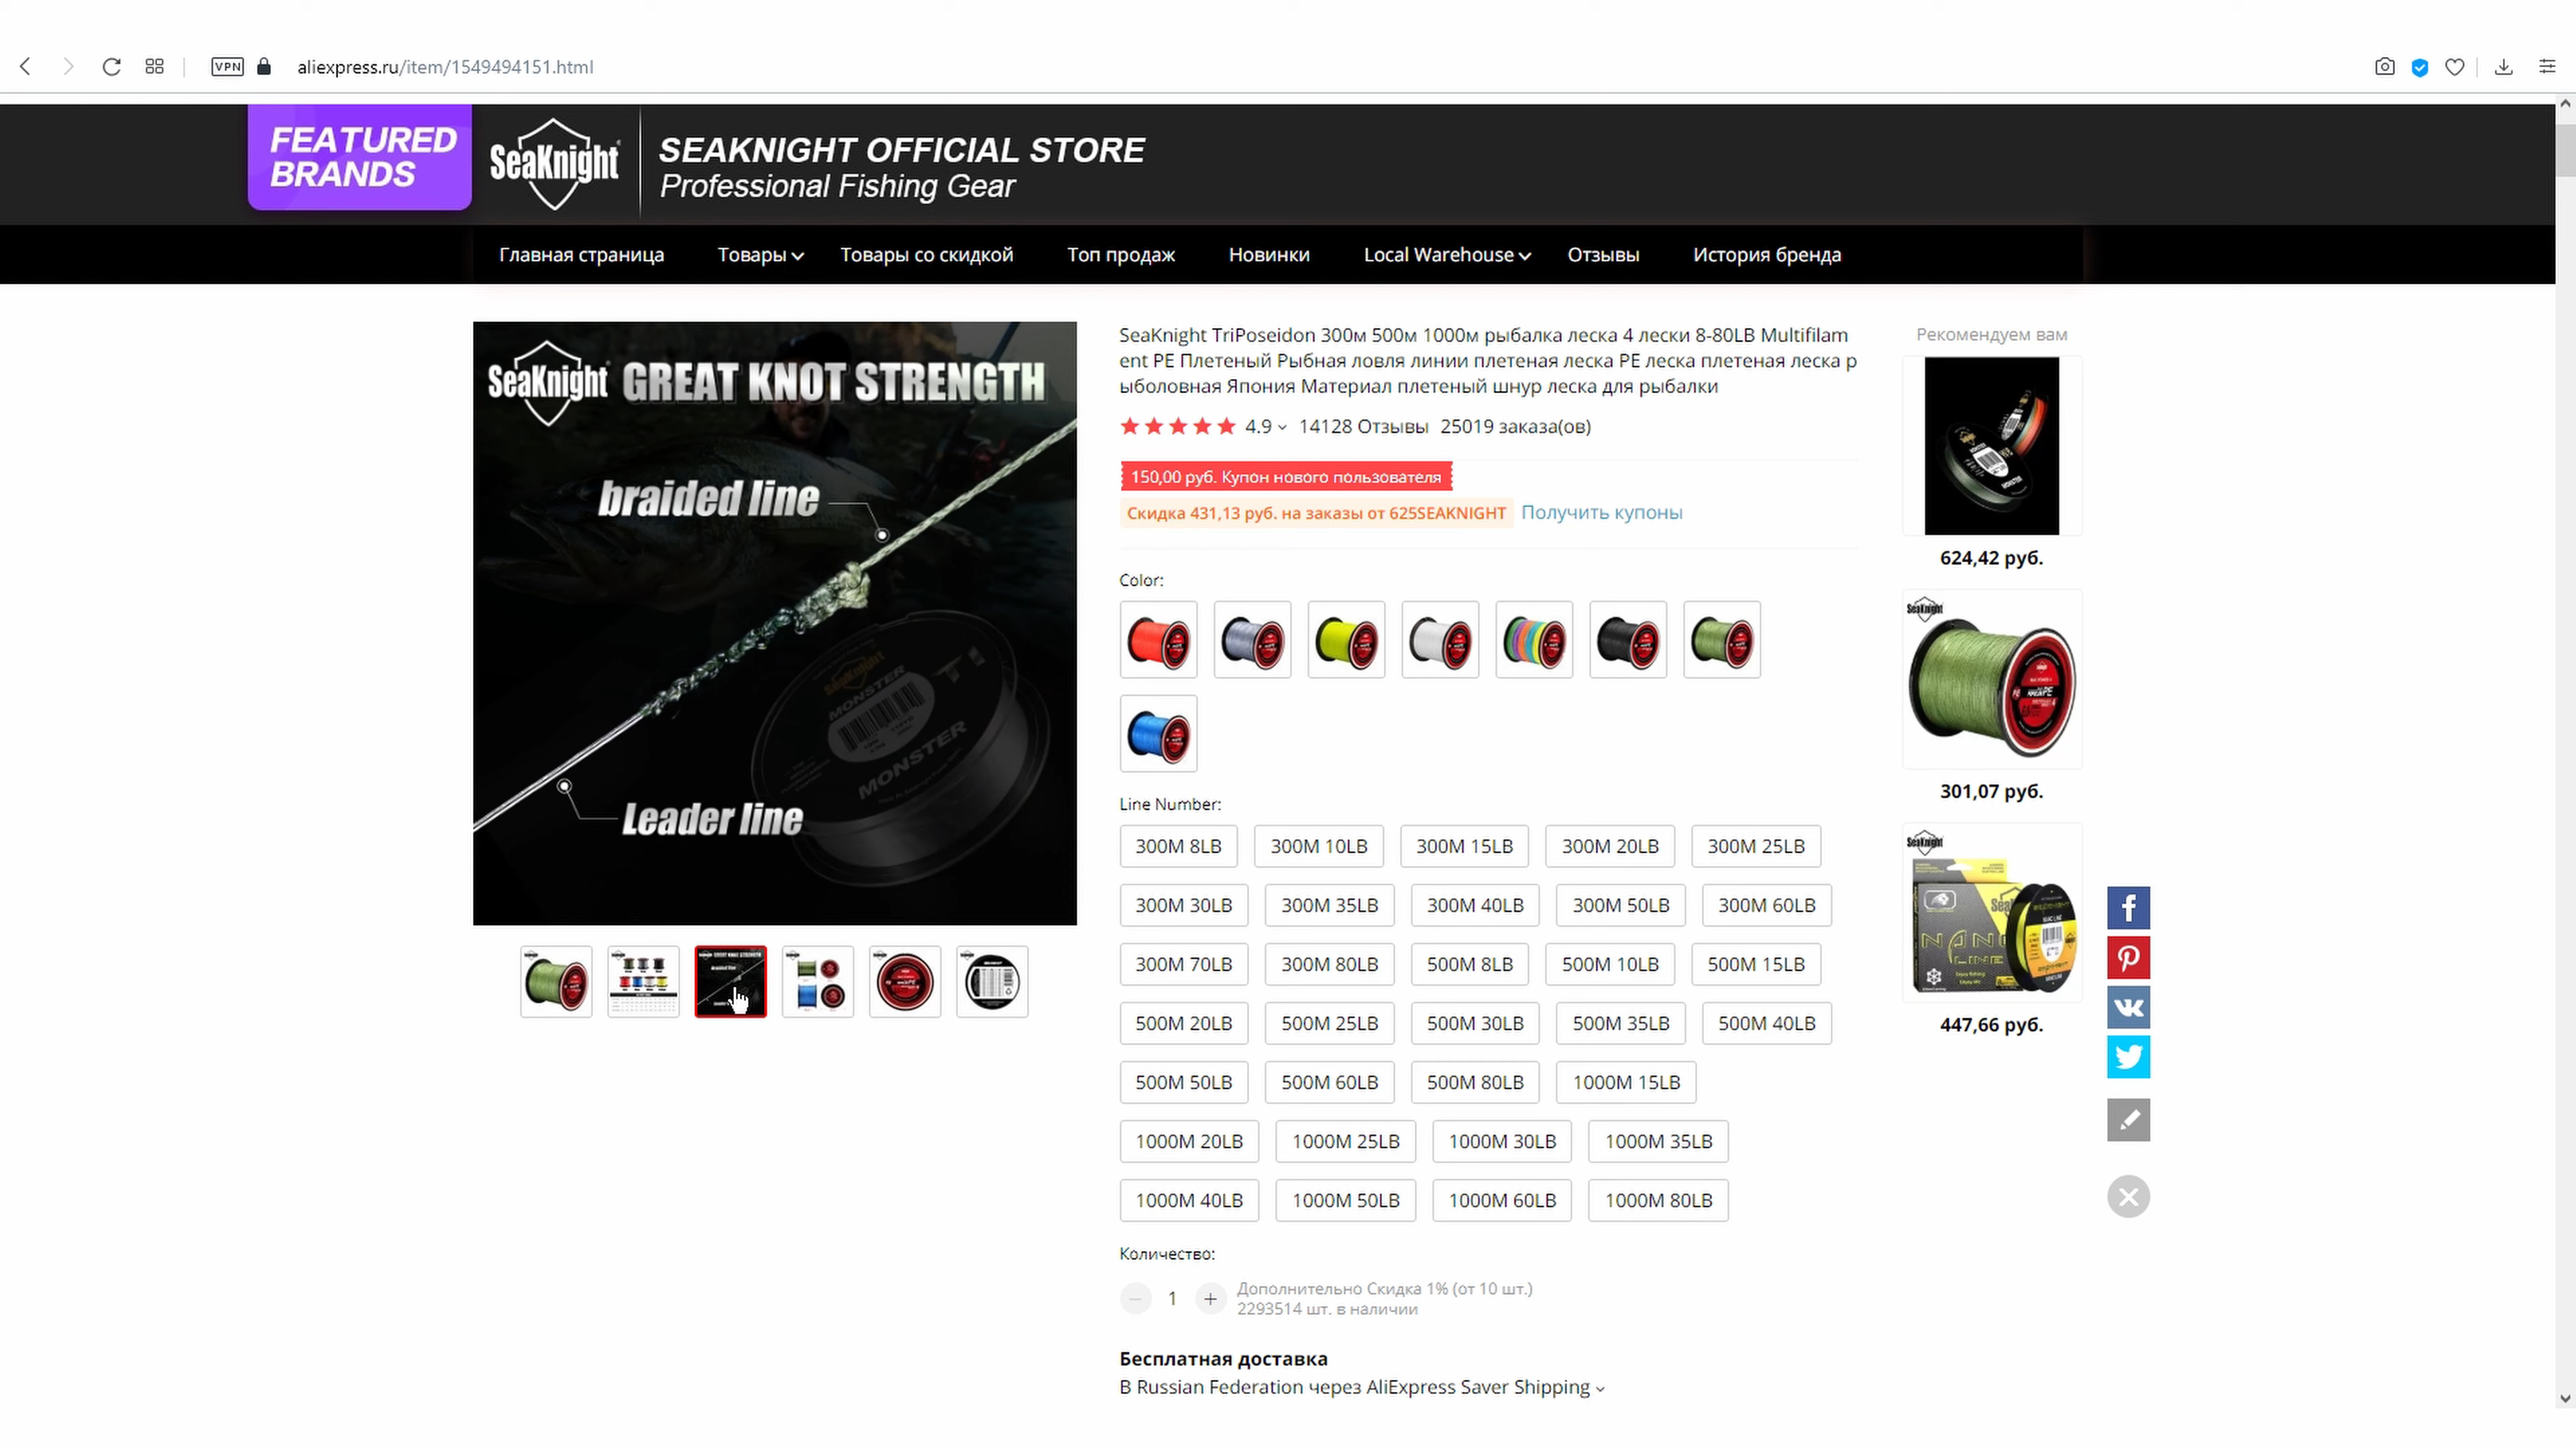 VPN
aliexpress.ru/item/1549494151.html
FEATURED
BRANDS
SeaKnight
SEAKNIGHT OFFICIAL STORE
Professional Fishing Gear
Главная страница
Товары
Товары со скидкой
Топ продаж
Новинки
Local Warehouse
Отзывы
История бренда
SeaKnight
GREAT KNOT STRENGTH
braided line
SeaKnight
MONSTER
MONSTER
Leader line
SeaKnight TriPoseidon 300м 500м 1000м рыбалка леска 4 лески 8-80LB Multifilam
ent PE Плетеный Рыбная ловля линии плетеная леска PE леска плетеная леска р
ыболовная Япония Материал плетеный шнур леска для рыбалки
4.9
14128 Отзывы
25019 заказа(ов)
150,00 руб. Купон нового пользователя
Скидка 431,13 руб. на заказы от 625SEAKNIGHT
Получить купоны
Color:
Line Number:
300M 8LB
300M 10LB
300M 15LB
300M 20LB
300M 25LB
300M 30LB
300M 35LB
300M 40LB
300M 50LB
300M 60LB
300M 70LB
300M 80LB
500M 8LB
500M 10LB
500M 15LB
500M 20LB
500M 25LB
500M 30LB
500M 35LB
500M 40LB
500M 50LB
500M 60LB
500M 80LB
1000M 15LB
1000M 20LB
1000M 25LB
1000M 30LB
1000M 35LB
1000M 40LB
1000M 50LB
1000M 60LB
1000M 80LB
Количество:
1
Дополнительно Скидка 1% (от 10 шт.)
2293514 шт. в наличии
Бесплатная доставка
В Russian Federation через AliExpress Saver Shipping
Рекомендуем вам
MONSTER
624,42 руб.
SeaKnight
301,07 руб.
SeaKnight
NANO
LINE
447,66 руб.